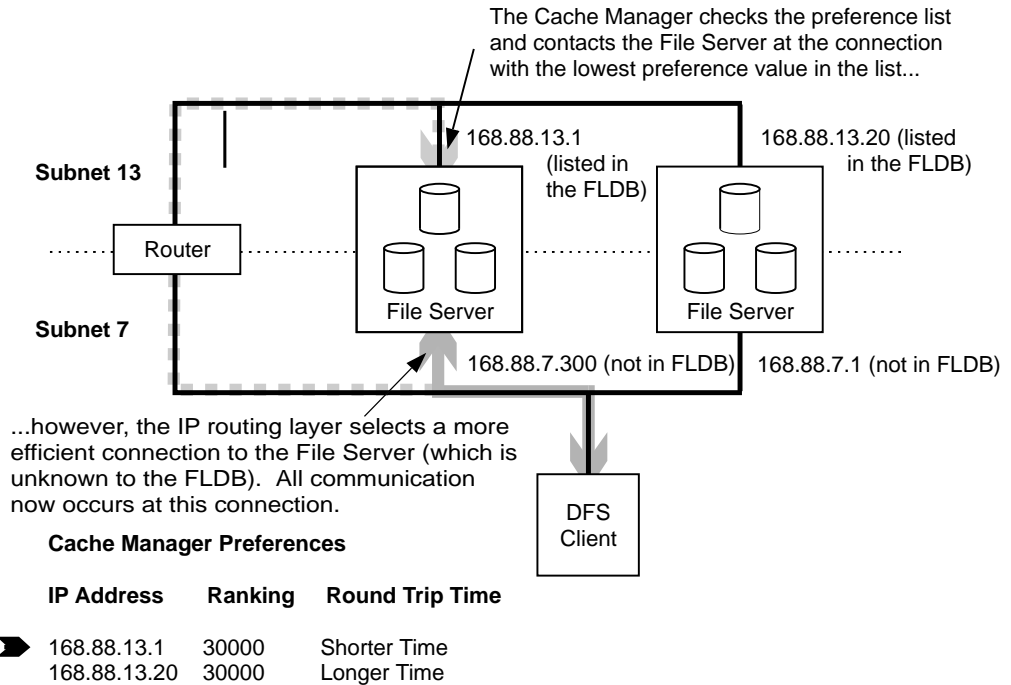 The Cache Manager checks the preference list
and contacts the File Server at the connection
with the lowest preference value in the list...
168.88.13.1
(listed in
the FLDB)
168.88.13.20 (listed
in the FLDB)
Subnet 13
Router
File Server
File Server
Subnet 7
168.88.7.300 (not in FLDB)
168.88.7.1 (not in FLDB)
...however, the IP routing layer selects a more
efficient connection to the File Server (which is
unknown to the FLDB).  All communication
now occurs at this connection.
DFS
Client
Cache Manager Preferences
IP Address Ranking Round Trip Time
168.88.13.1 30000 Shorter Time
168.88.13.20 30000 Longer Time